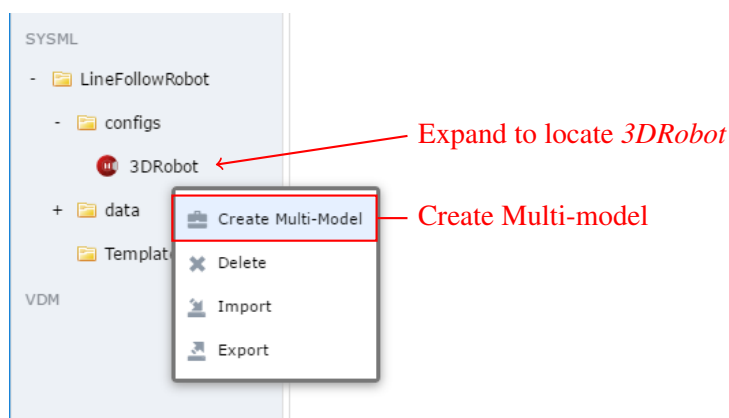 SYSML
- LineFollowRobot
- configs
3DRobot
Expand to locate 3DRobot
+ data
Create Multi-Model
Create Multi-model
Templat
Delete
VDM
Import
Export